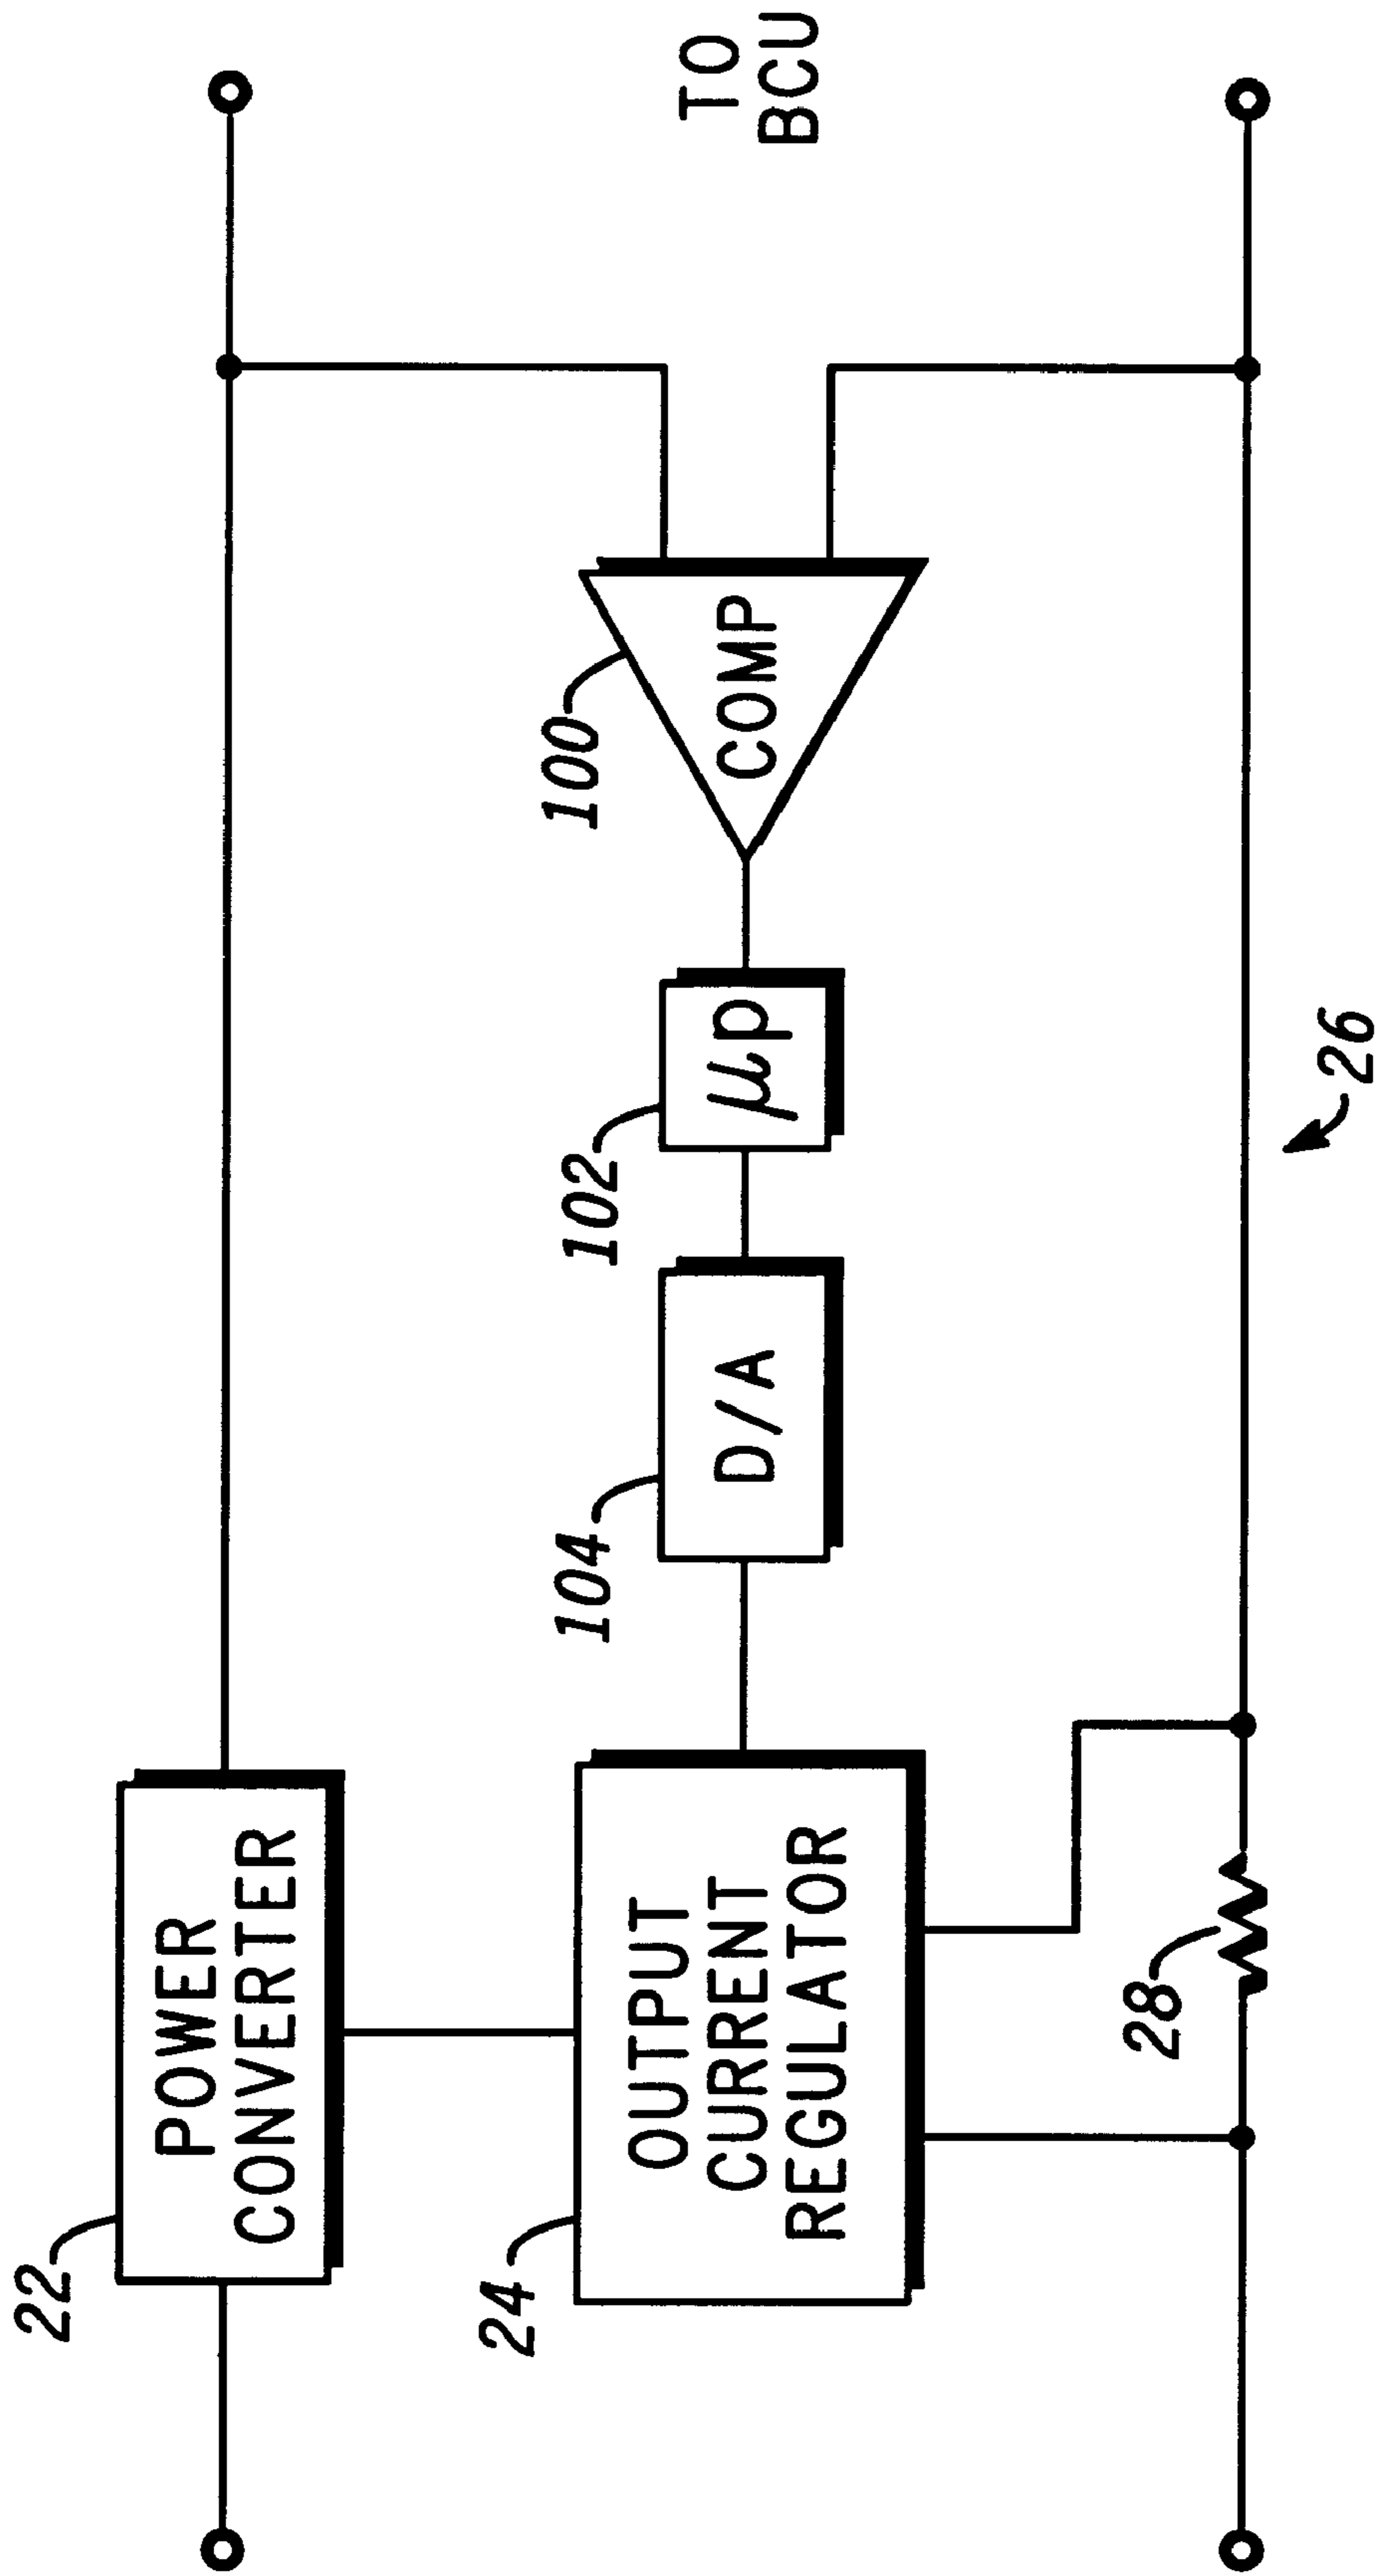 22
POWER
CONVERTER
24
OUTPUT
CURRENT
REGULATOR
104
D/A
102
μp
100
COMP
TO
BCU
28
26